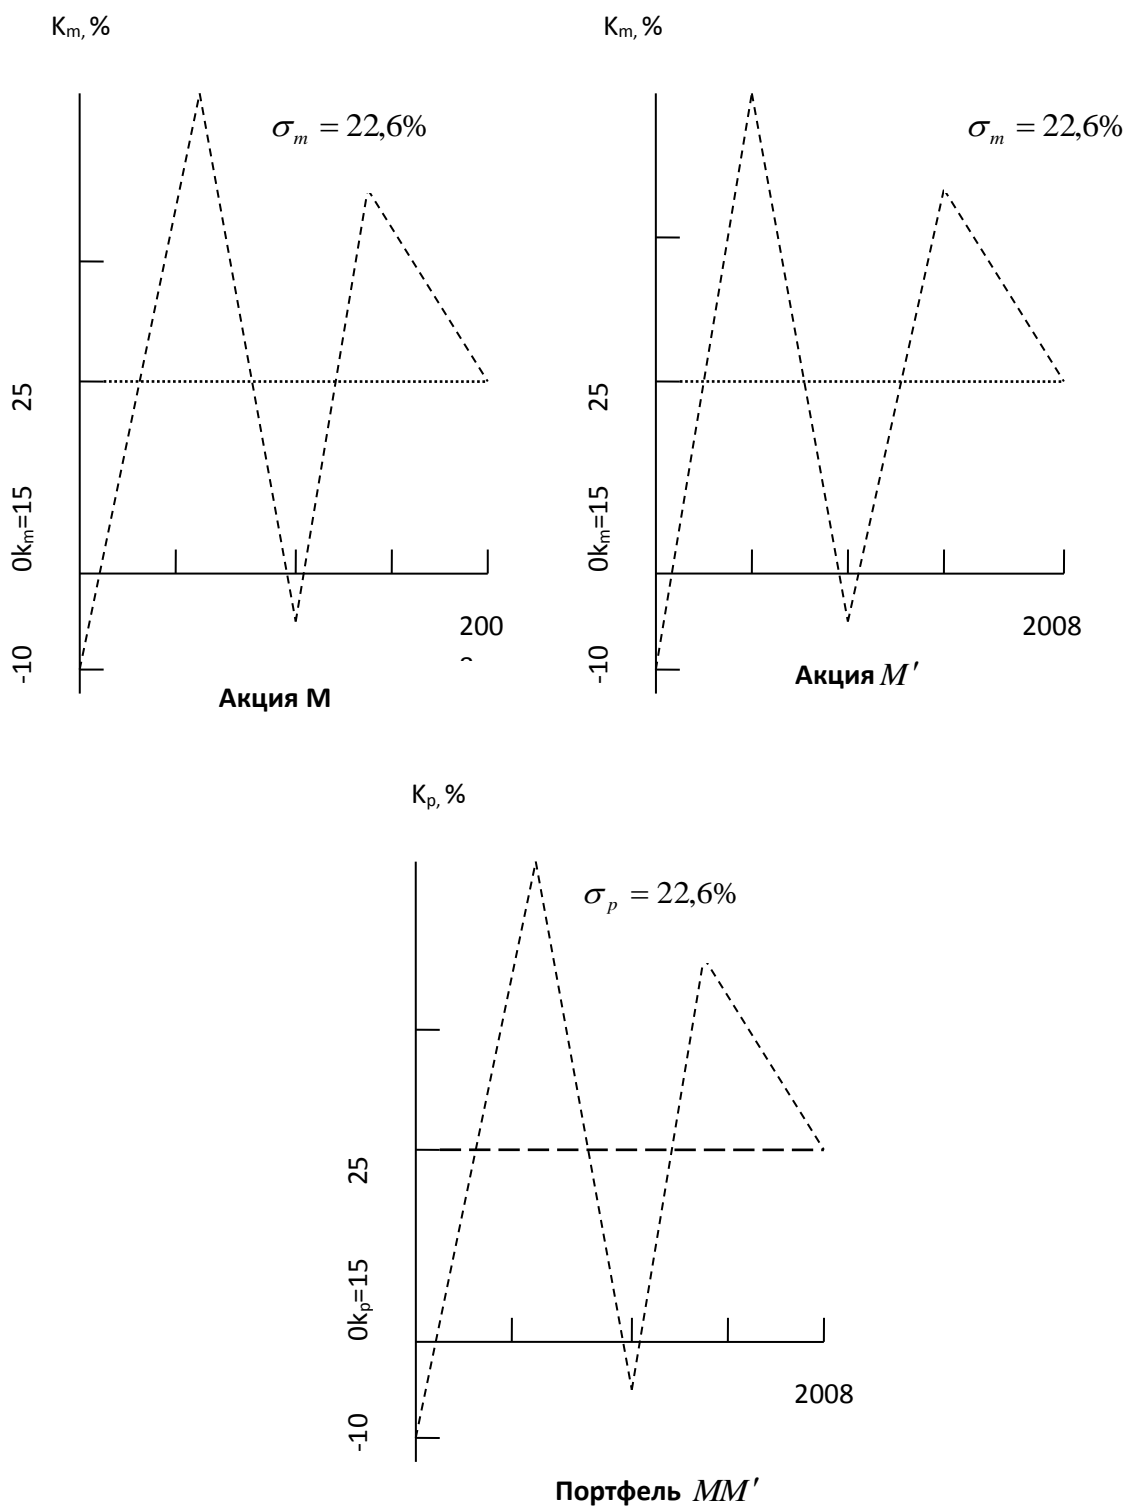 Km, %
σm = 22,6%
25
0km=15
-10
200
Акция М
Km, %
σm = 22,6%
25
0km=15
-10
2008
Акция M′
Kp, %
σp = 22,6%
25
0kp=15
-10
2008
Портфель MM′